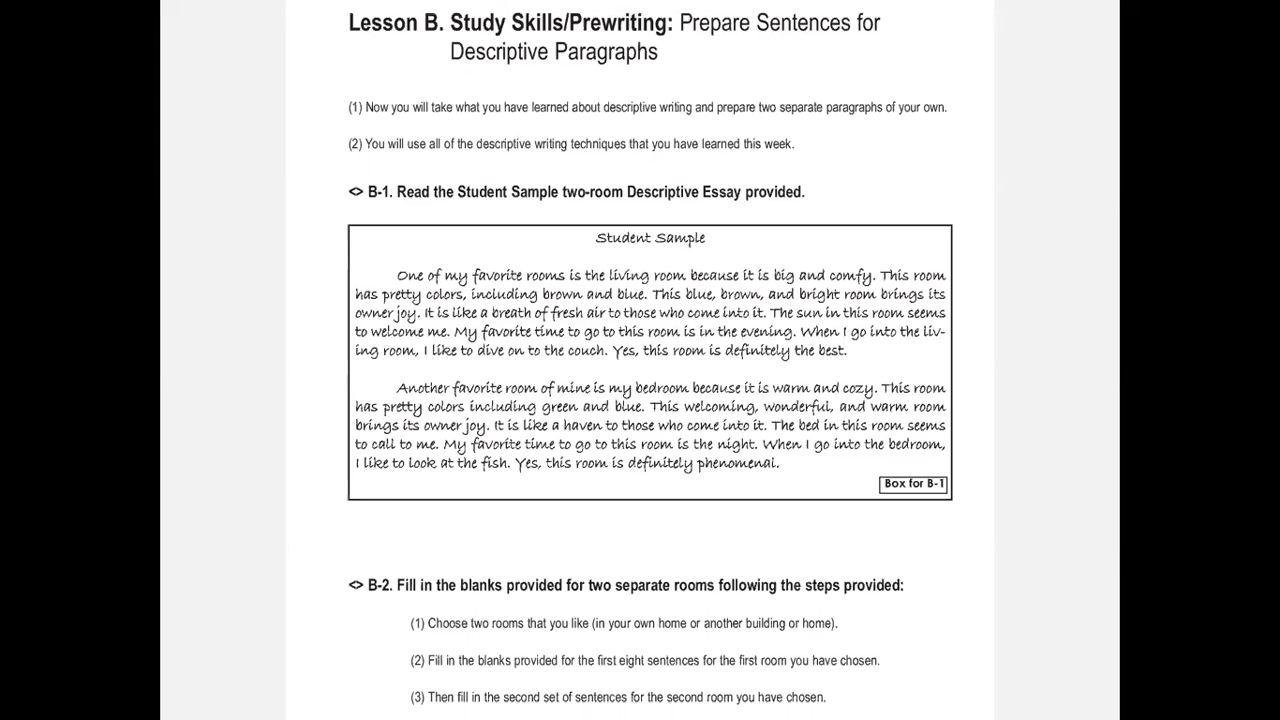 Lesson B. Study Skills/Prewriting: Prepare Sentences for
Descriptive Paragraphs
(1) Now you will take what you have learned about descriptive writing and prepare two separate paragraphs of your own.
(2) You will use all of the descriptive writing techniques that you have learned this week.
<> B-1. Read the Student Sample two-room Descriptive Essay provided.
Student Sample
One of my favorite rooms is the living room because it is big and comfy. This room
has pretty colors, including brown and blue. This blue, brown, and bright room brings its
owner joy. It is like a breath of fresh air to those who come into it. The sun in this room seems
to welcome me. My favorite time to go to this room is in the evening. When I go into the liv-
ing room, I like to dive on to the couch. Yes, this room is definitely the best.
Another favorite room of mine is my bedroom because it is warm and cozy. This room
has pretty colors including green and blue. This welcoming, wonderful, and warm room
brings its owner joy. It is like a haven to those who come into it. The bed in this room seems
to call to me. My favorite time to go to this room is the night. When I go into the bedroom,
I like to look at the fish. Yes, this room is definitely phenomenal.
Box for B-1
<> B-2. Fill in the blanks provided for two separate rooms following the steps provided:
(1) Choose two rooms that you like (in your own home or another building or home).
(2) Fill in the blanks provided for the first eight sentences for the first room you have chosen.
(3) Then fill in the second set of sentences for the second room you have chosen.